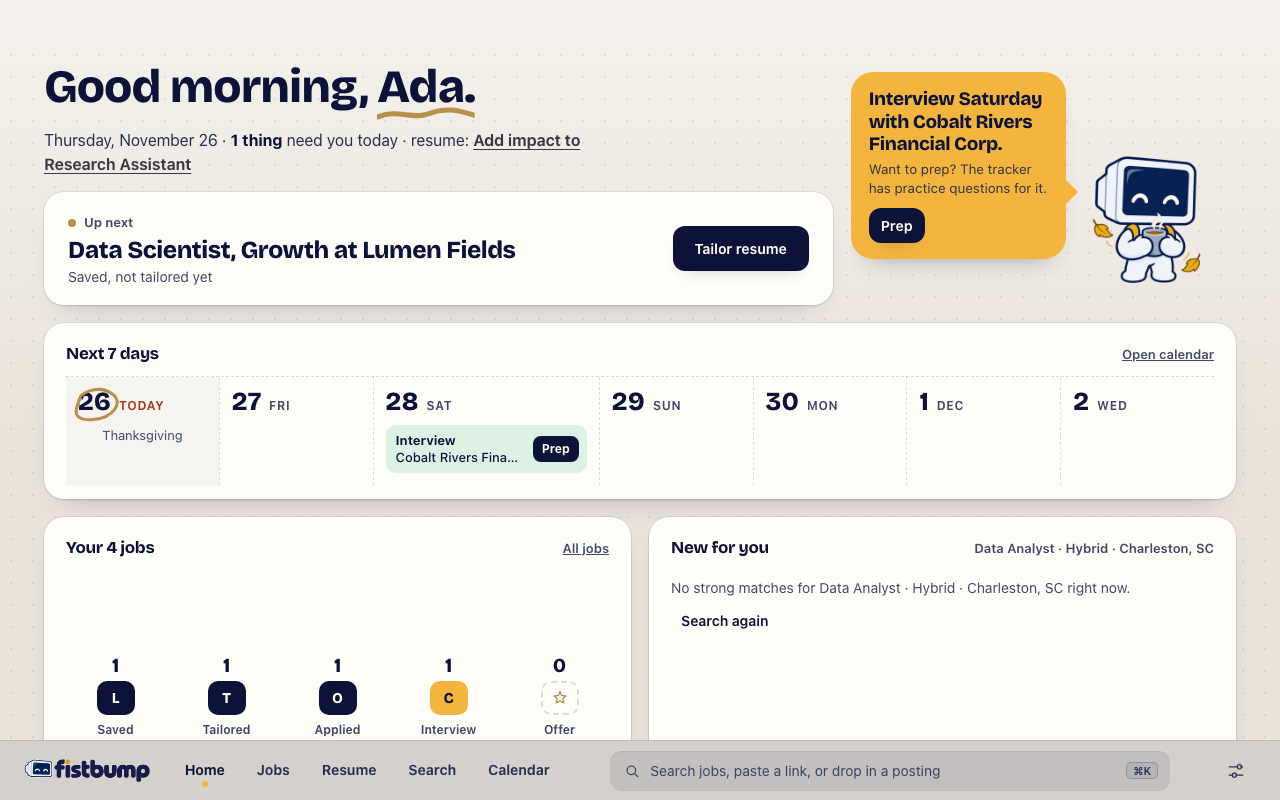 Good morning, Ada.
Thursday, November 26 · 1 thing need you today · resume: Add impact to
Research Assistant
Interview Saturday
with Cobalt Rivers
Financial Corp.
Want to prep? The tracker
has practice questions for it.
Prep
Up next
Data Scientist, Growth at Lumen Fields
Saved, not tailored yet
Tailor resume
Next 7 days
Open calendar
26 TODAY
Thanksgiving
27 FRI
28 SAT
Interview
Cobalt Rivers Fina...
Prep
29 SUN
30 MON
1 DEC
2 WED
Your 4 jobs
All jobs
1
L
Saved
1
T
Tailored
1
O
Applied
1
C
Interview
0
Offer
New for you
Data Analyst · Hybrid · Charleston, SC
No strong matches for Data Analyst · Hybrid · Charleston, SC right now.
Search again
fistbump
Home
Jobs
Resume
Search
Calendar
Search jobs, paste a link, or drop in a posting
⌘K